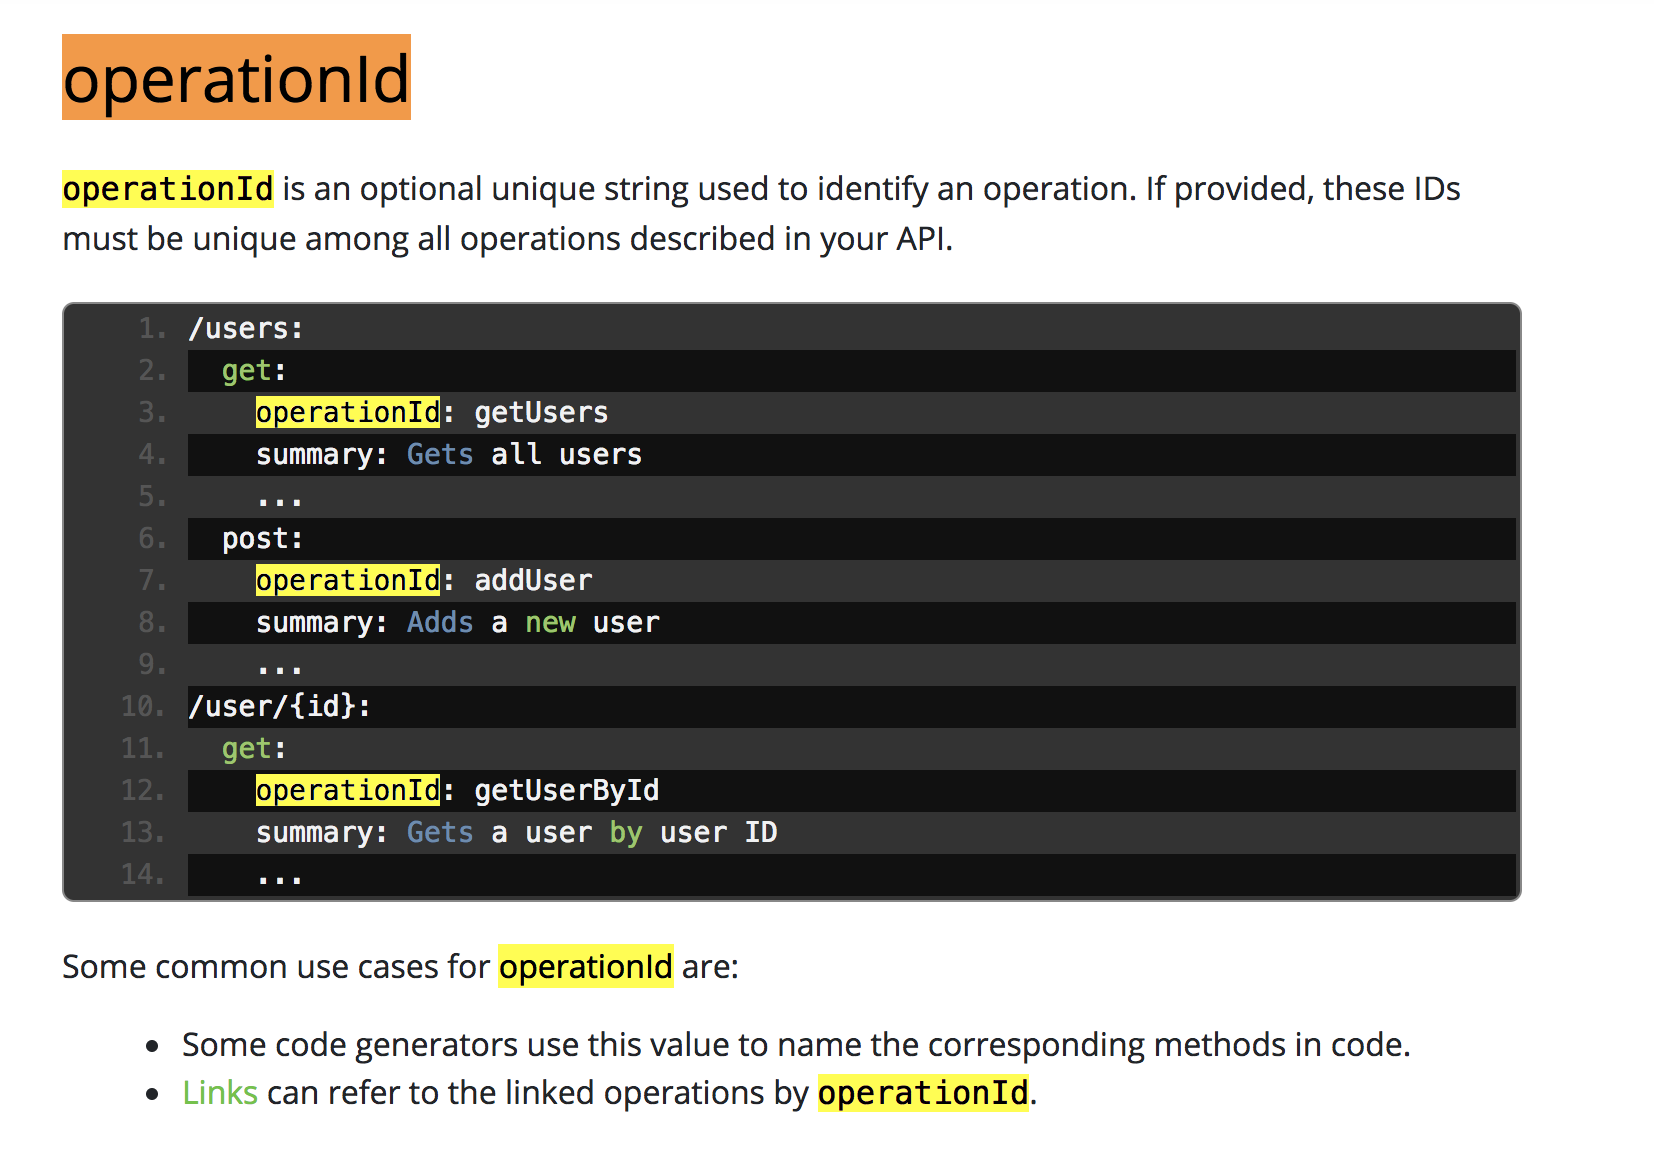 operationId
operationId is an optional unique string used to identify an operation. If provided, these IDs
must be unique among all operations described in your API.
1. /users:
2.   get:
3.     operationId: getUsers
4.     summary: Gets all users
5.     ...
6.   post:
7.     operationId: addUser
8.     summary: Adds a new user
9.     ...
10. /user/{id}:
11.   get:
12.     operationId: getUserById
13.     summary: Gets a user by user ID
14.     ...
Some common use cases for operationId are:
• Some code generators use this value to name the corresponding methods in code.
• Links can refer to the linked operations by operationId.